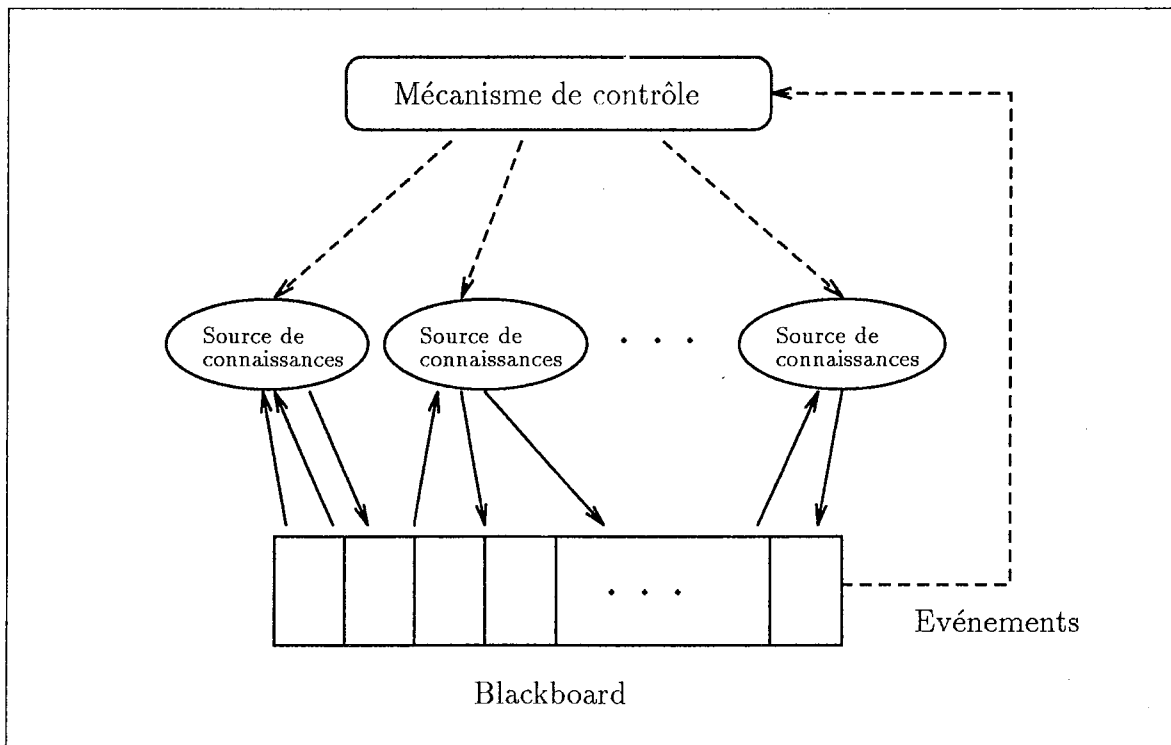 Mécanisme de contrôle
Source de
connaissances
Source de
connaissances
. . .
Source de
connaissances
. . .
Evénements
Blackboard